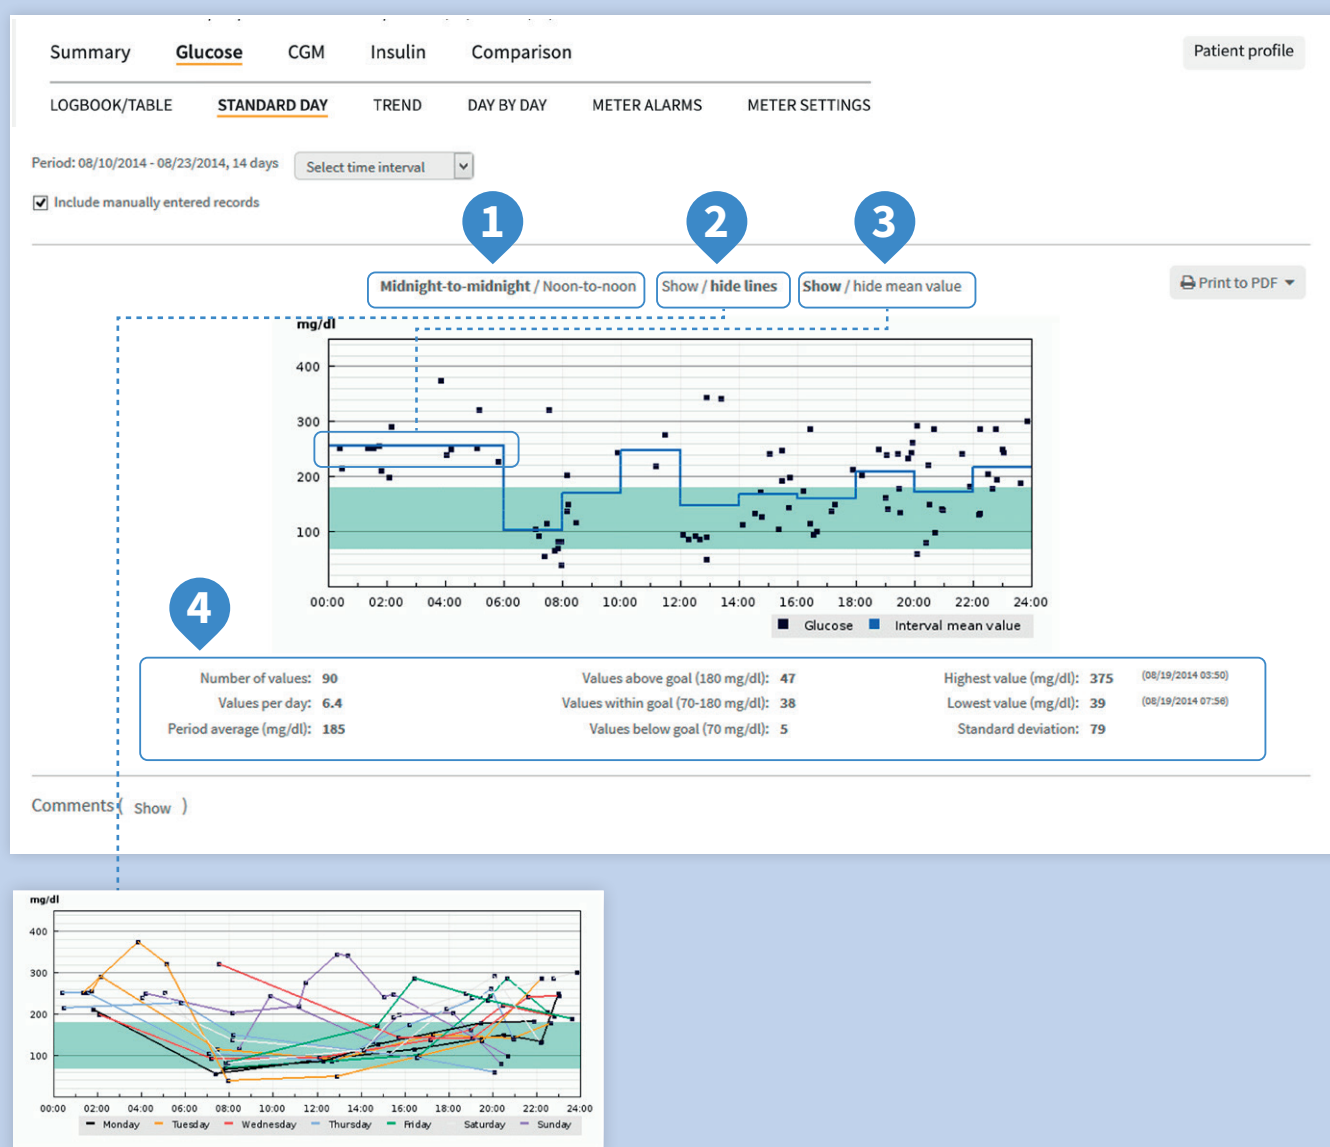 Summary Glucose CGM Insulin Comparison Patient profile
LOGBOOK/TABLE STANDARD DAY TREND DAY BY DAY METER ALARMS METER SETTINGS
Period: 08/10/2014 - 08/23/2014, 14 days Select time interval
Include manually entered records
1 2 3
Midnight-to-midnight / Noon-to-noon Show / hide lines Show / hide mean value Print to PDF
mg/dl
400
300
200
100
00:00 02:00 04:00 06:00 08:00 10:00 12:00 14:00 16:00 18:00 20:00 22:00 24:00
Glucose Interval mean value
4
Number of values: 90 Values above goal (180 mg/dl): 47 Highest value (mg/dl): 375 (08/19/2014 03:50)
Values per day: 6.4 Values within goal (70-180 mg/dl): 38 Lowest value (mg/dl): 39 (08/19/2014 07:56)
Period average (mg/dl): 185 Values below goal (70 mg/dl): 5 Standard deviation: 79
Comments ( Show )
mg/dl
400
300
200
100
00:00 02:00 04:00 06:00 08:00 10:00 12:00 14:00 16:00 18:00 20:00 22:00 24:00
Monday Tuesday Wednesday Thursday Friday Saturday Sunday